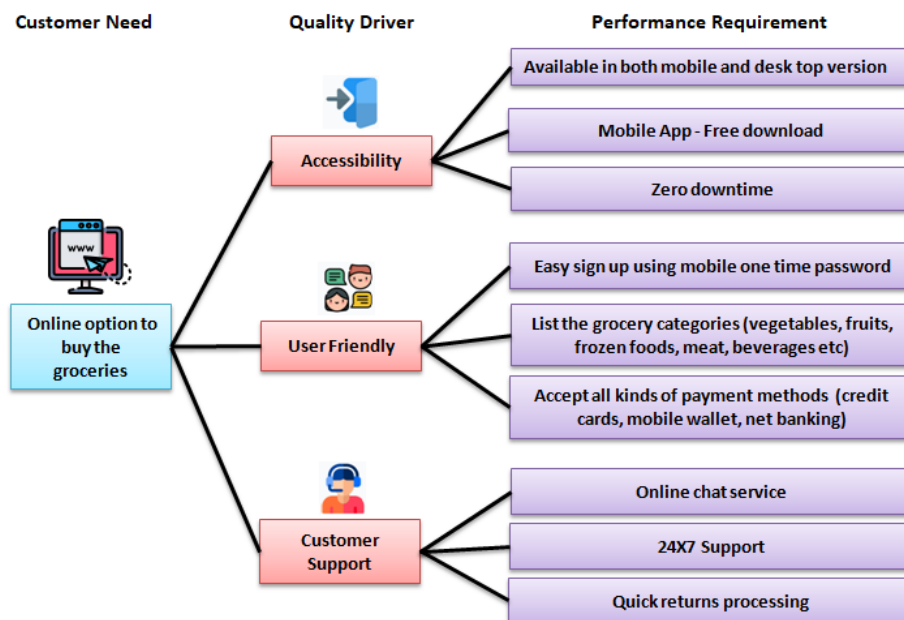 Customer Need
Quality Driver
Performance Requirement
Available in both mobile and desk top version
Mobile App - Free download
Accessibility
Zero downtime
www
Easy sign up using mobile one time password
Online option to
buy the
groceries
User Friendly
List the grocery categories (vegetables, fruits,
frozen foods, meat, beverages etc)
Accept all kinds of payment methods (credit
cards, mobile wallet, net banking)
Online chat service
Customer
Support
24X7 Support
Quick returns processing